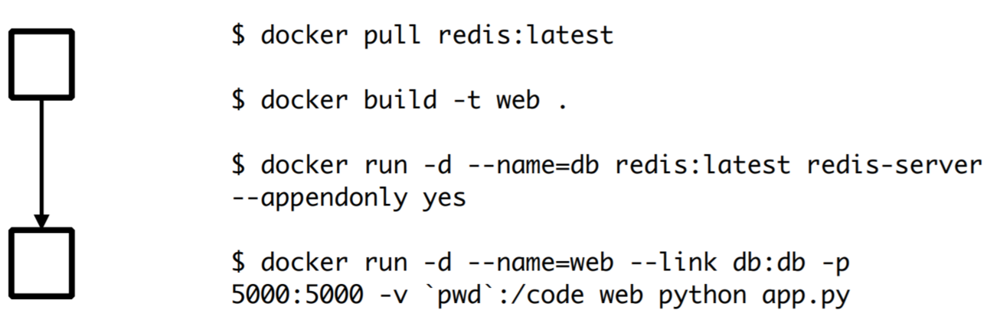 $ docker pull redis:latest
$ docker build -t web .
$ docker run -d --name=db redis:latest redis-server
--appendonly yes
$ docker run -d --name=web --link db:db -p
5000:5000 -v `pwd`:/code web python app.py